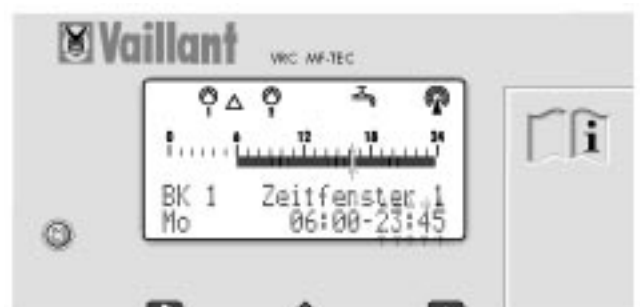 Vaillant
VRC MF-TEC
0 6 12 18 24
BK 1 Zeitfenster 1
Mo 06:00-23:45
i